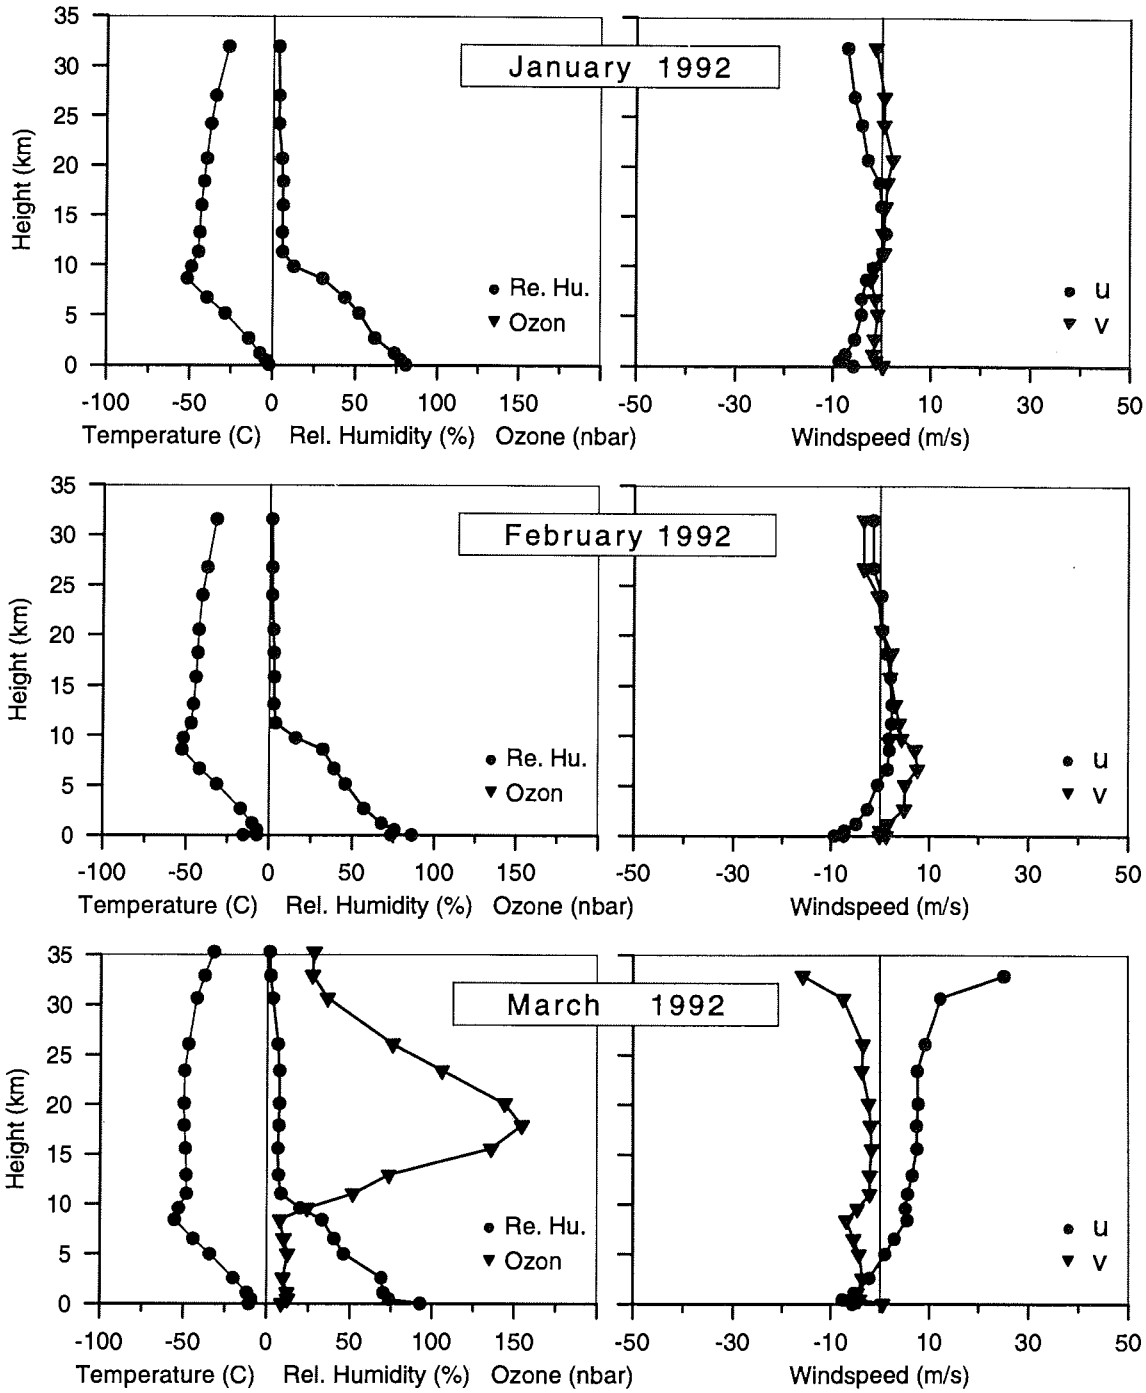 35
30
25
20
15
10
5
0
Height (km)
January 1992
Re. Hu.
Ozon
u
v
-100 -50 0 50 100 150
-50 -30 -10 10 30 50
Temperature (C) Rel. Humidity (%) Ozone (nbar)
Windspeed (m/s)
35
30
25
20
15
10
5
0
Height (km)
February 1992
Re. Hu.
Ozon
u
v
-100 -50 0 50 100 150
-50 -30 -10 10 30 50
Temperature (C) Rel. Humidity (%) Ozone (nbar)
Windspeed (m/s)
35
30
25
20
15
10
5
0
Height (km)
March 1992
Re. Hu.
Ozon
u
v
-100 -50 0 50 100 150
-50 -30 -10 10 30 50
Temperature (C) Rel. Humidity (%) Ozone (nbar)
Windspeed (m/s)